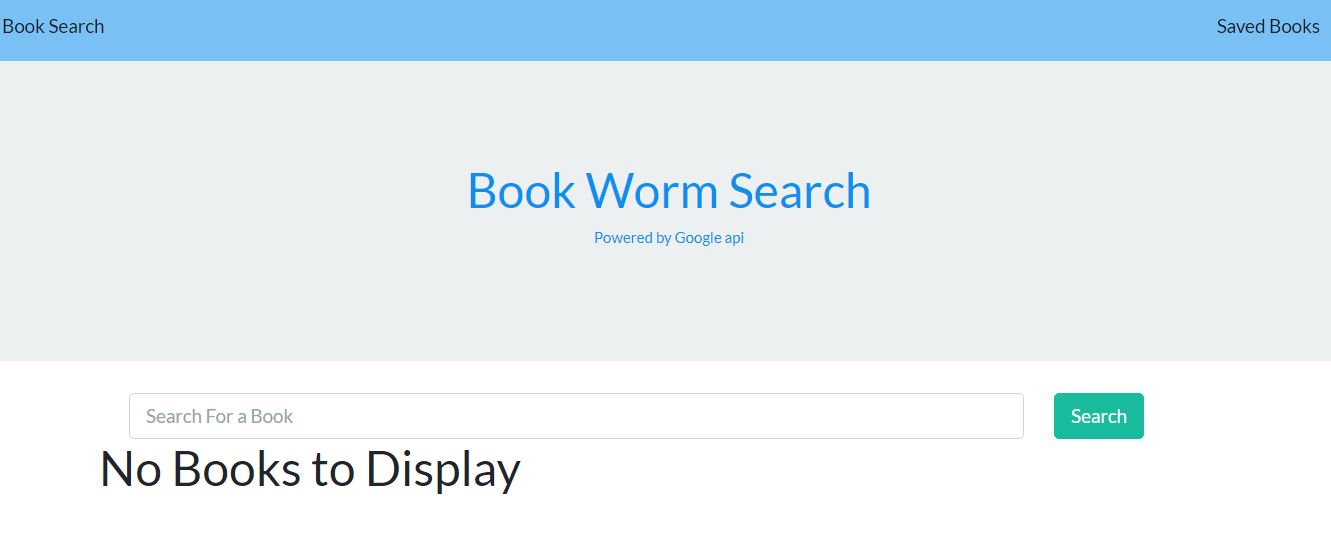 Book Search
Saved Books
Book Worm Search
Powered by Google api
Search For a Book
Search
No Books to Display